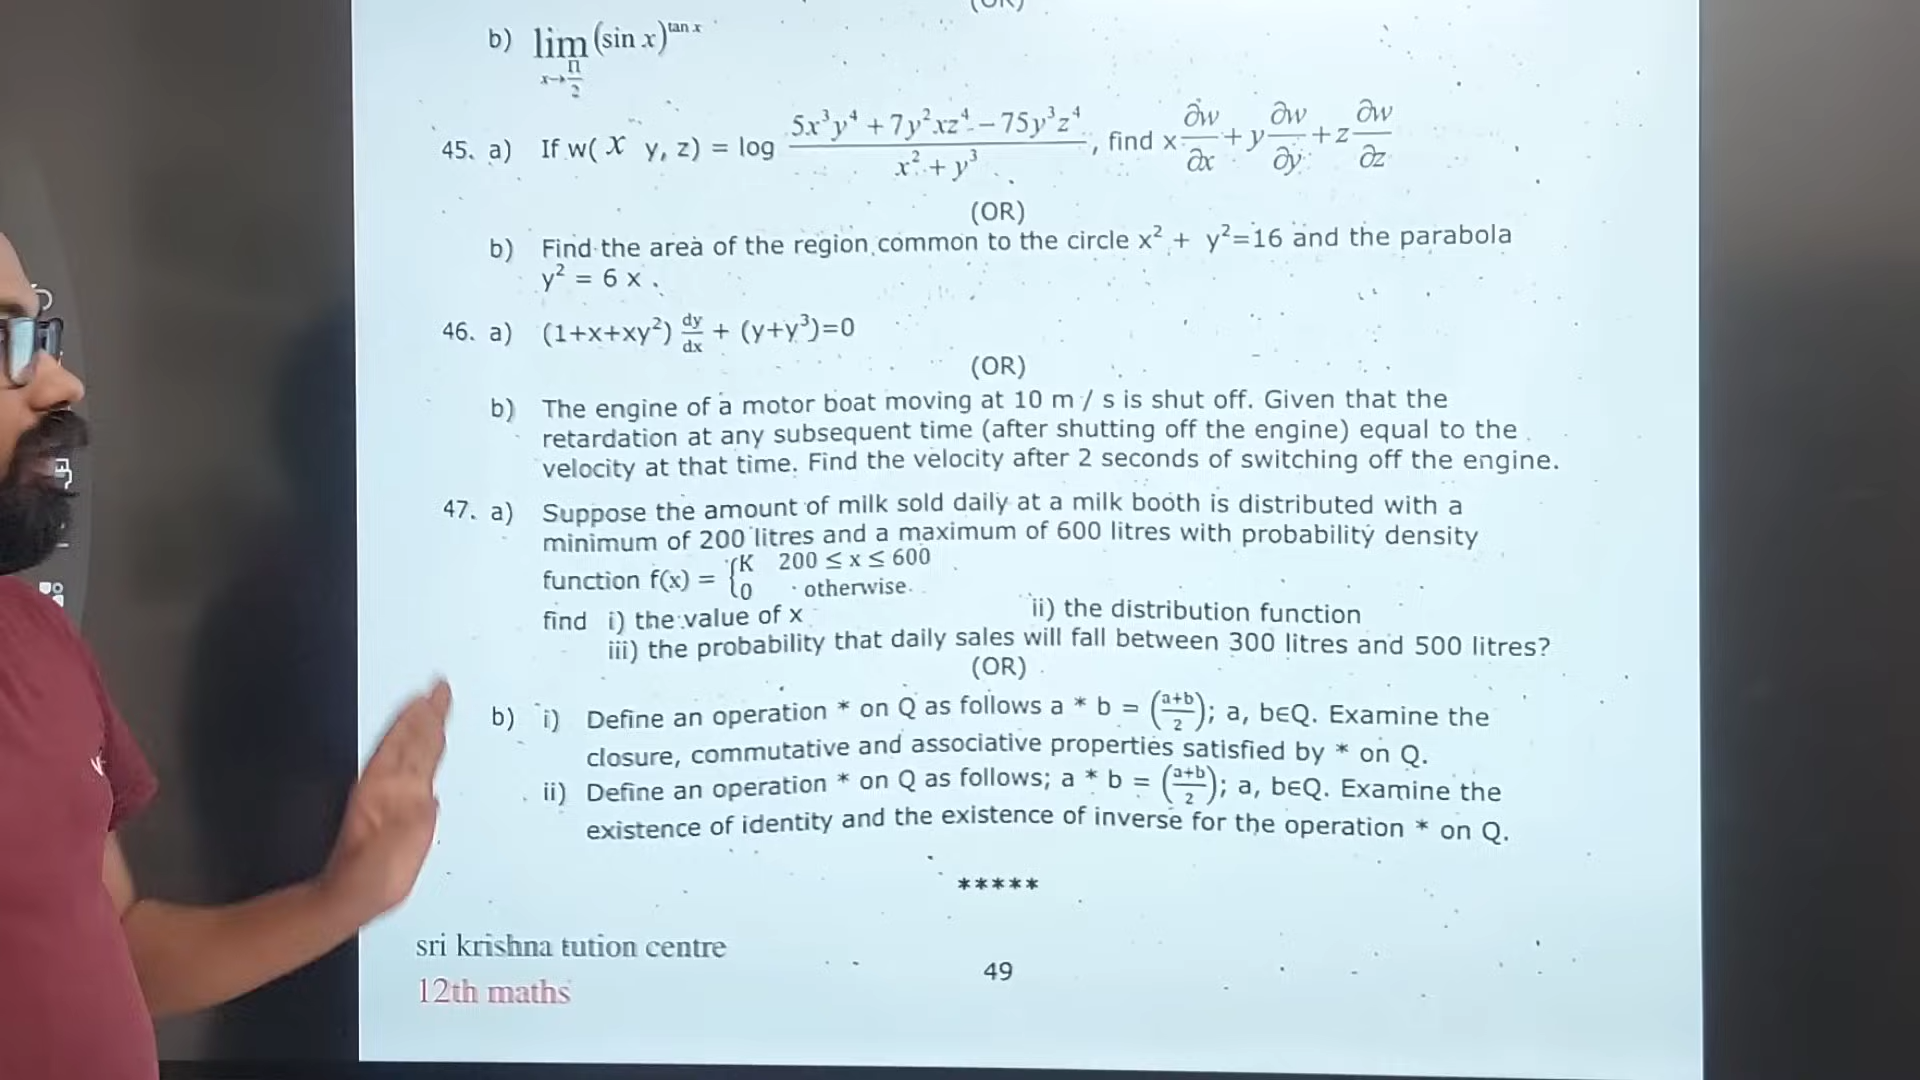 (OR)
b) lim x→Π/2 (sin x)^tan x
45. a) If w( x y, z) = log (5x³y⁴ + 7y²xz⁴ – 75y³z⁴)/(x² + y³), find x ∂w/∂x + y ∂w/∂y + z ∂w/∂z
(OR)
b) Find the area of the region common to the circle x² + y²=16 and the parabola
y² = 6 x .
46. a) (1+x+xy²) dy/dx + (y+y³)=0
(OR)
b) The engine of a motor boat moving at 10 m / s is shut off. Given that the
retardation at any subsequent time (after shutting off the engine) equal to the
velocity at that time. Find the velocity after 2 seconds of switching off the engine.
47. a) Suppose the amount of milk sold daily at a milk booth is distributed with a
minimum of 200 litres and a maximum of 600 litres with probability density
function f(x) = { K 200 ≤ x ≤ 600
0 otherwise.
find i) the value of x ii) the distribution function
iii) the probability that daily sales will fall between 300 litres and 500 litres?
(OR)
b) i) Define an operation * on Q as follows a * b = (a+b/2); a, b∈Q. Examine the
closure, commutative and associative properties satisfied by * on Q.
ii) Define an operation * on Q as follows; a * b = (a+b/2); a, b∈Q. Examine the
existence of identity and the existence of inverse for the operation * on Q.
*****
sri krishna tution centre
49
12th maths